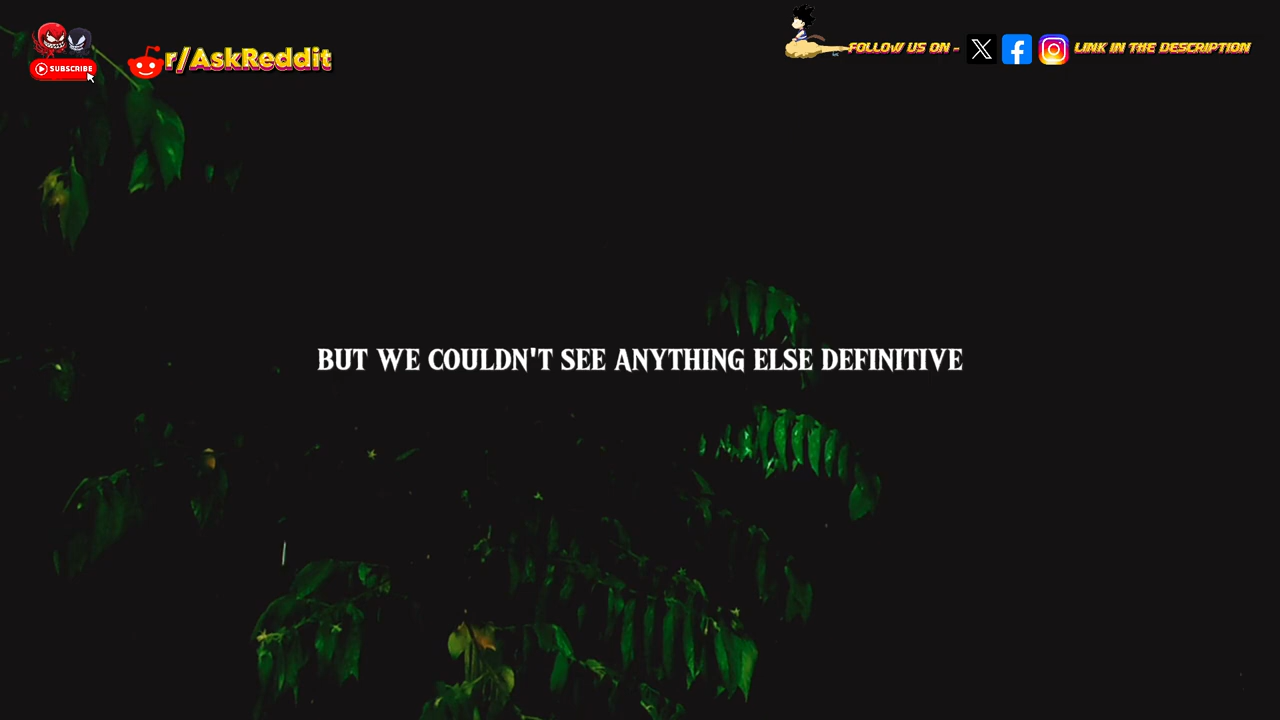 SUBSCRIBE
r/AskReddit
FOLLOW US ON -
LINK IN THE DESCRIPTION
BUT WE COULDN'T SEE ANYTHING ELSE DEFINITIVE